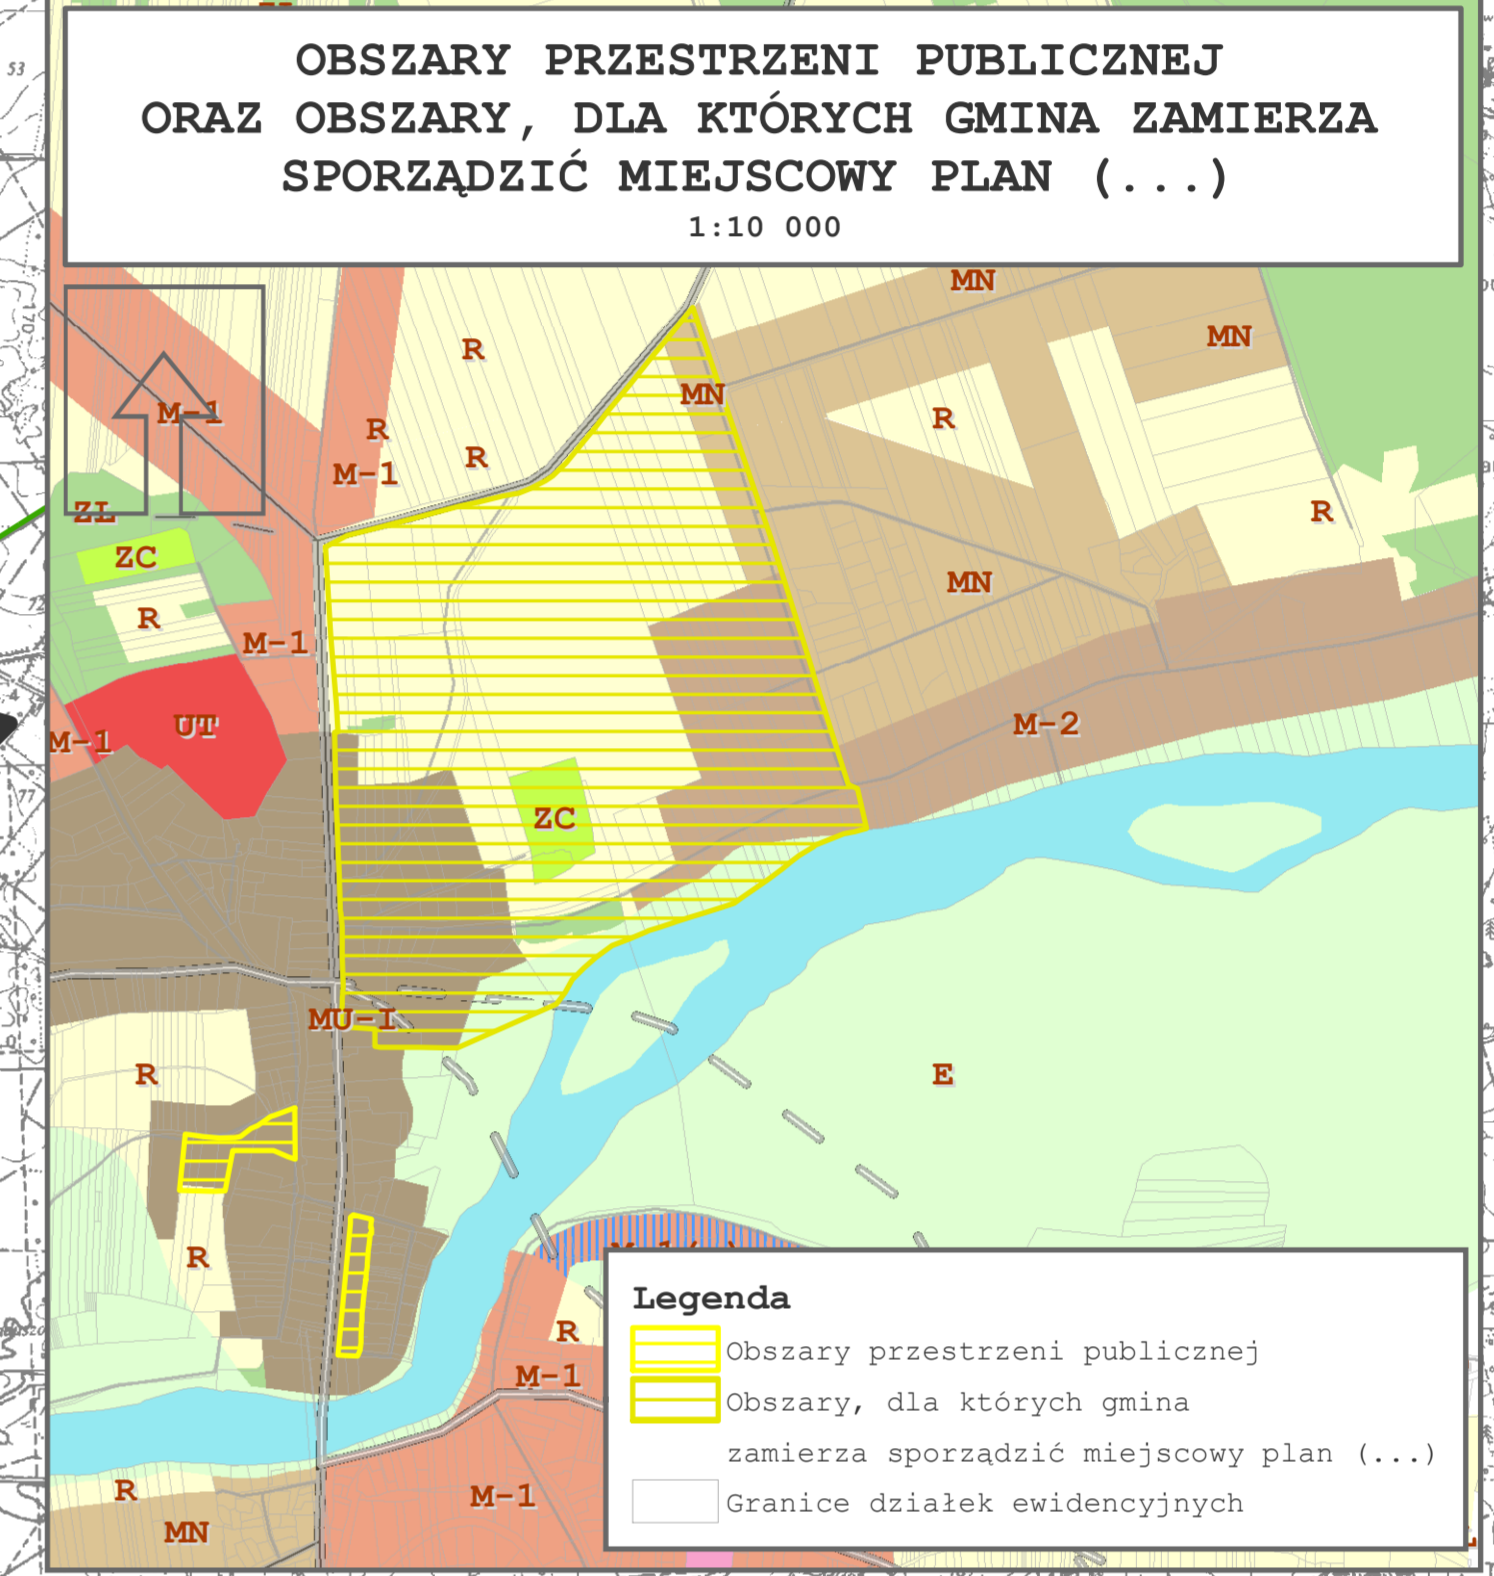 53
OBSZARY PRZESTRZENI PUBLICZNEJ
ORAZ OBSZARY, DLA KTÓRYCH GMINA ZAMIERZA
SPORZĄDZIĆ MIEJSCOWY PLAN (...)
1:10 000
MN
MN
R
MN
M-1
R
R
R
M-1
ZL
R
ZC
MN
R
M-1
UT
M-1
M-2
77
ZC
MU-I
R
E
R
Legenda
Obszary przestrzeni publicznej
Obszary, dla których gmina
zamierza sporządzić miejscowy plan (...)
Granice działek ewidencyjnych
R
M-1
R
M-1
MN